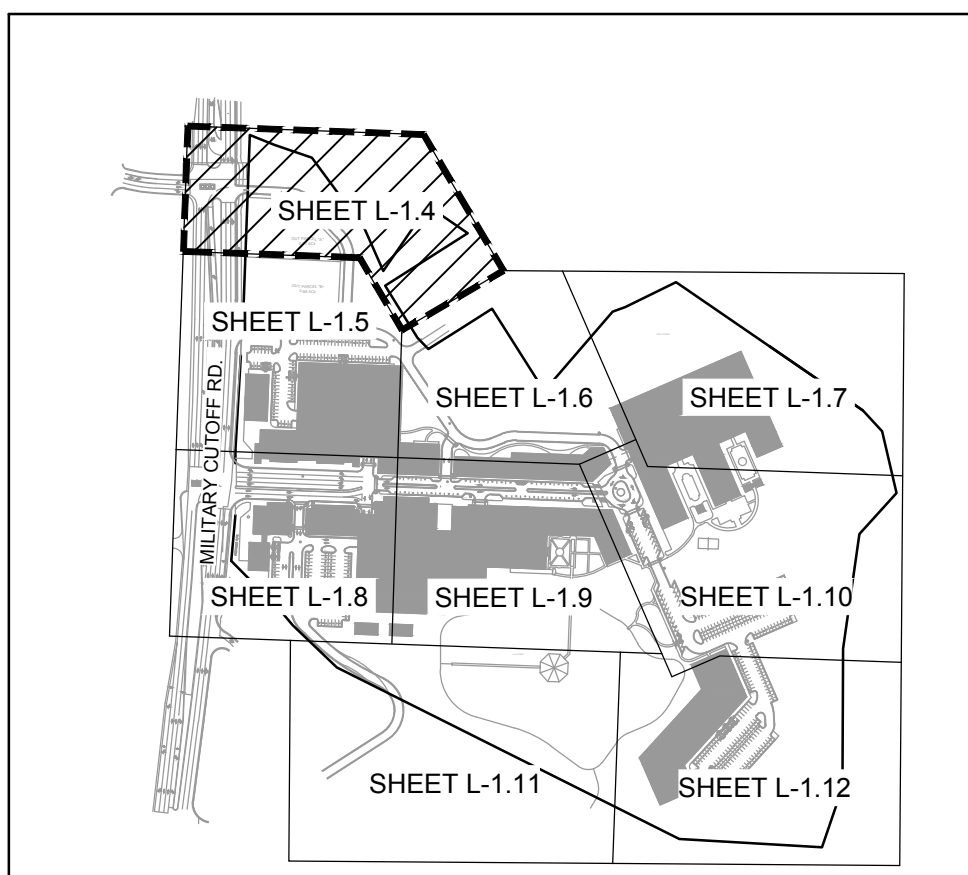 SHEET L-1.4
SHEET L-1.5
MILITARY CUTOFF RD.
SHEET L-1.6
SHEET L-1.7
SHEET L-1.8
SHEET L-1.9
SHEET L-1.10
SHEET L-1.11
SHEET L-1.12